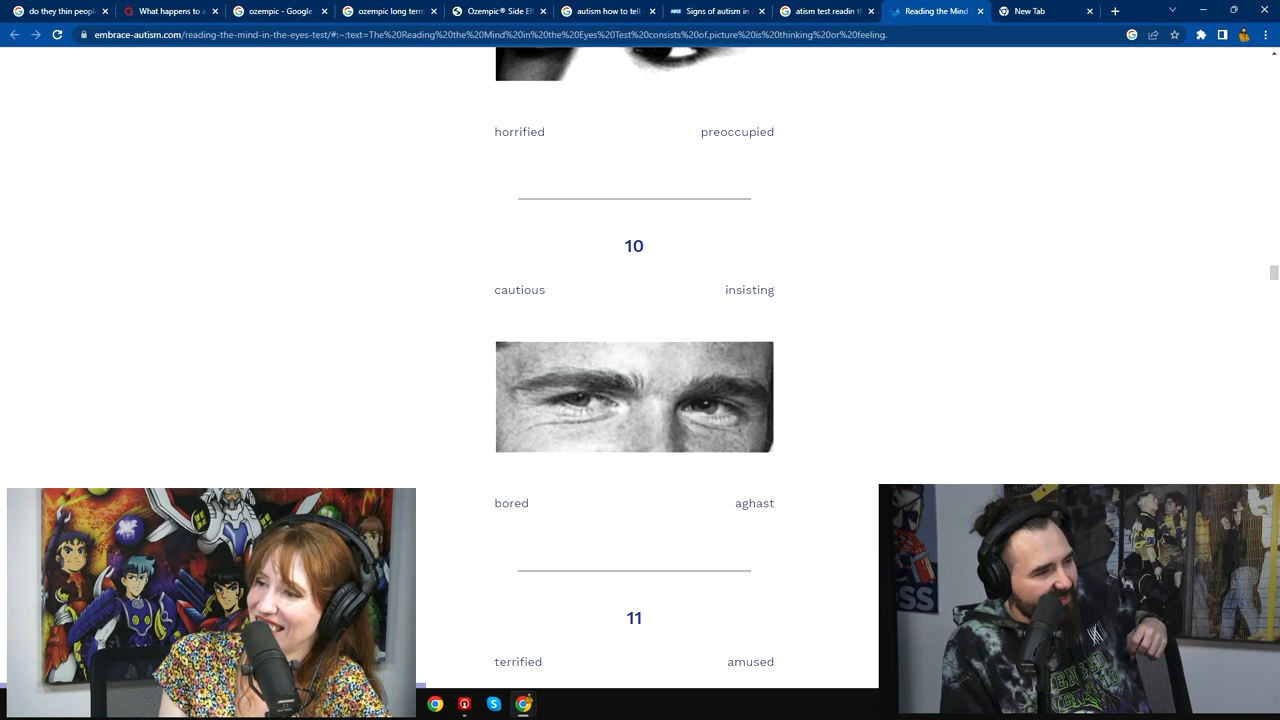 do they thin people
What happens to a
ozempic - Google
ozempic long term
Ozempic® Side Ef
autism how to tell
NHS
Signs of autism in
atism test readin t
Reading the Mind
New Tab
embrace-autism.com/reading-the-mind-in-the-eyes-test/#:~:text=The%20Reading%20the%20Mind%20in%20the%20Eyes%20Test%20consists%20of,picture%20is%20thinking%20or%20feeling.
horrified preoccupied
10
cautious insisting
bored aghast
11
terrified amused